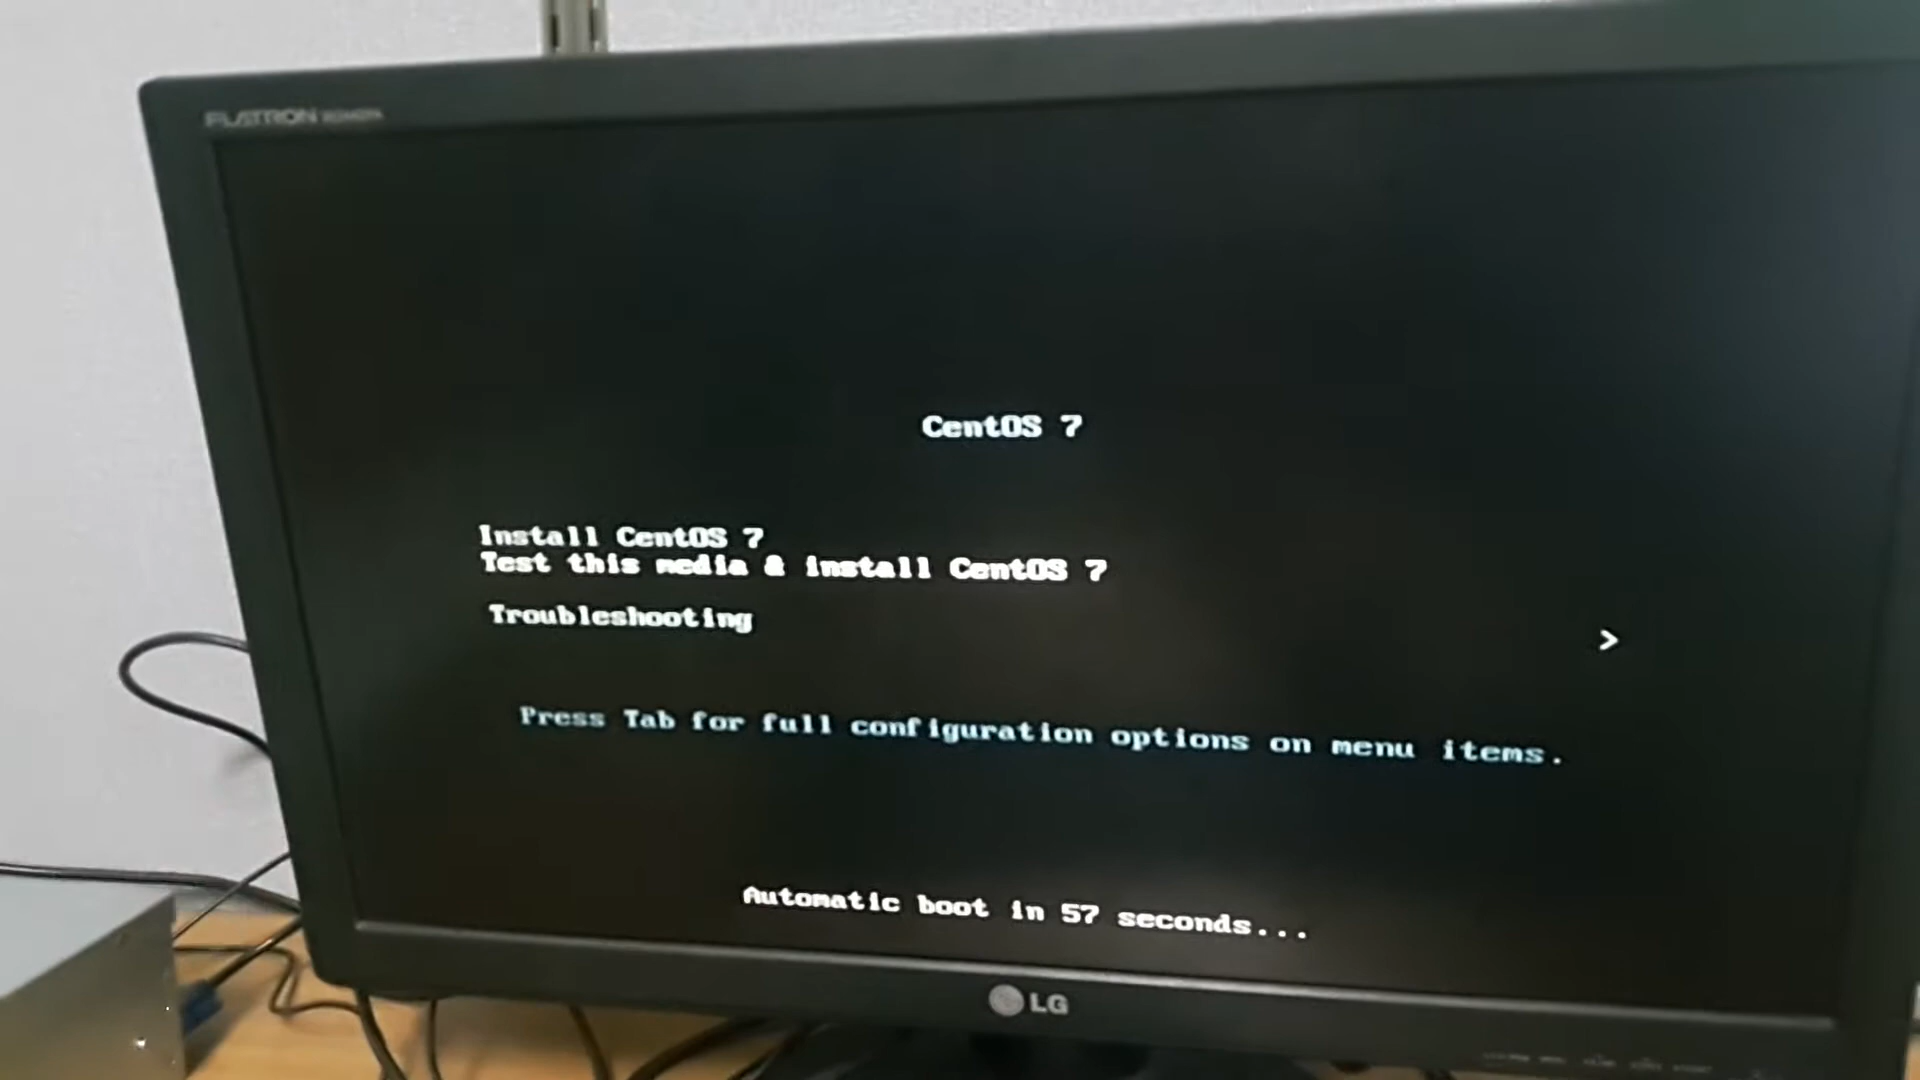 FLATRON
CentOS 7
Install CentOS 7
Test this media & install CentOS 7
Troubleshooting
>
Press Tab for full configuration options on menu items.
Automatic boot in 57 seconds...
LG